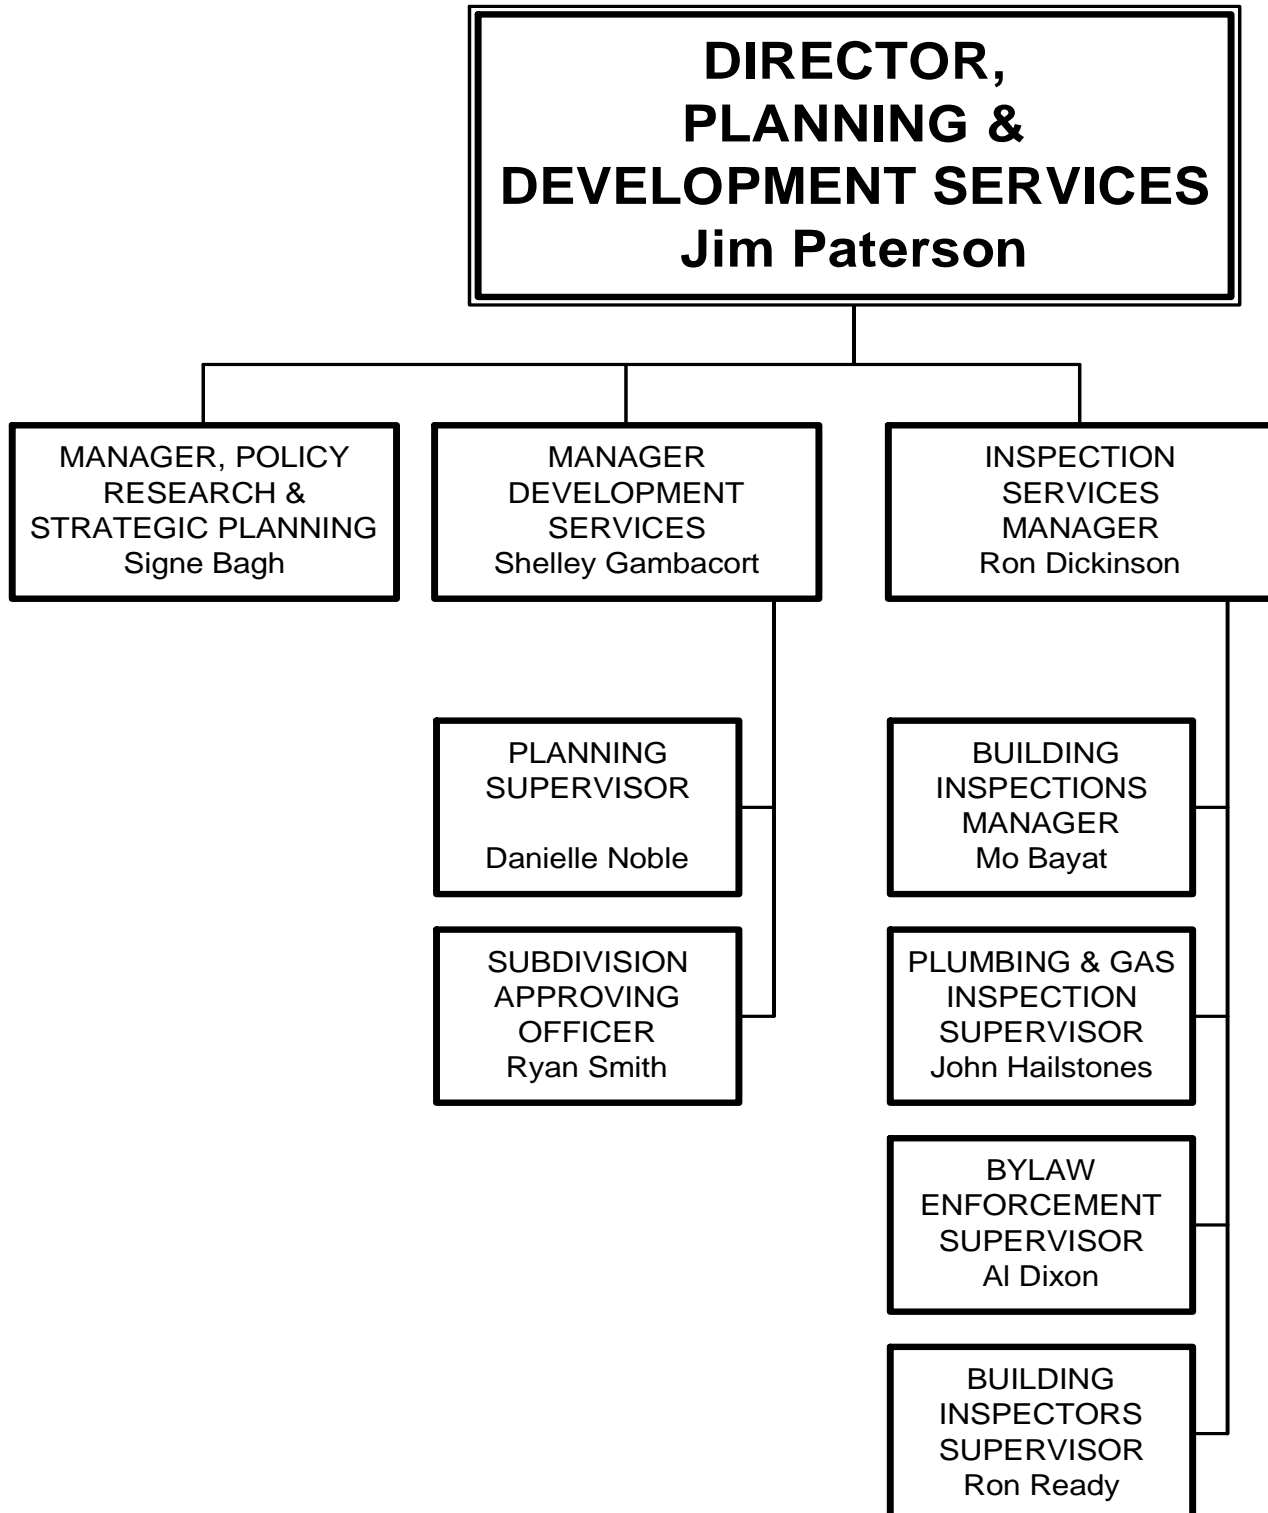 DIRECTOR,
PLANNING &
DEVELOPMENT SERVICES
Jim Paterson
MANAGER, POLICY
RESEARCH &
STRATEGIC PLANNING
Signe Bagh
MANAGER
DEVELOPMENT
SERVICES
Shelley Gambacort
INSPECTION
SERVICES
MANAGER
Ron Dickinson
PLANNING
SUPERVISOR
Danielle Noble
SUBDIVISION
APPROVING
OFFICER
Ryan Smith
BUILDING
INSPECTIONS
MANAGER
Mo Bayat
PLUMBING & GAS
INSPECTION
SUPERVISOR
John Hailstones
BYLAW
ENFORCEMENT
SUPERVISOR
Al Dixon
BUILDING
INSPECTORS
SUPERVISOR
Ron Ready